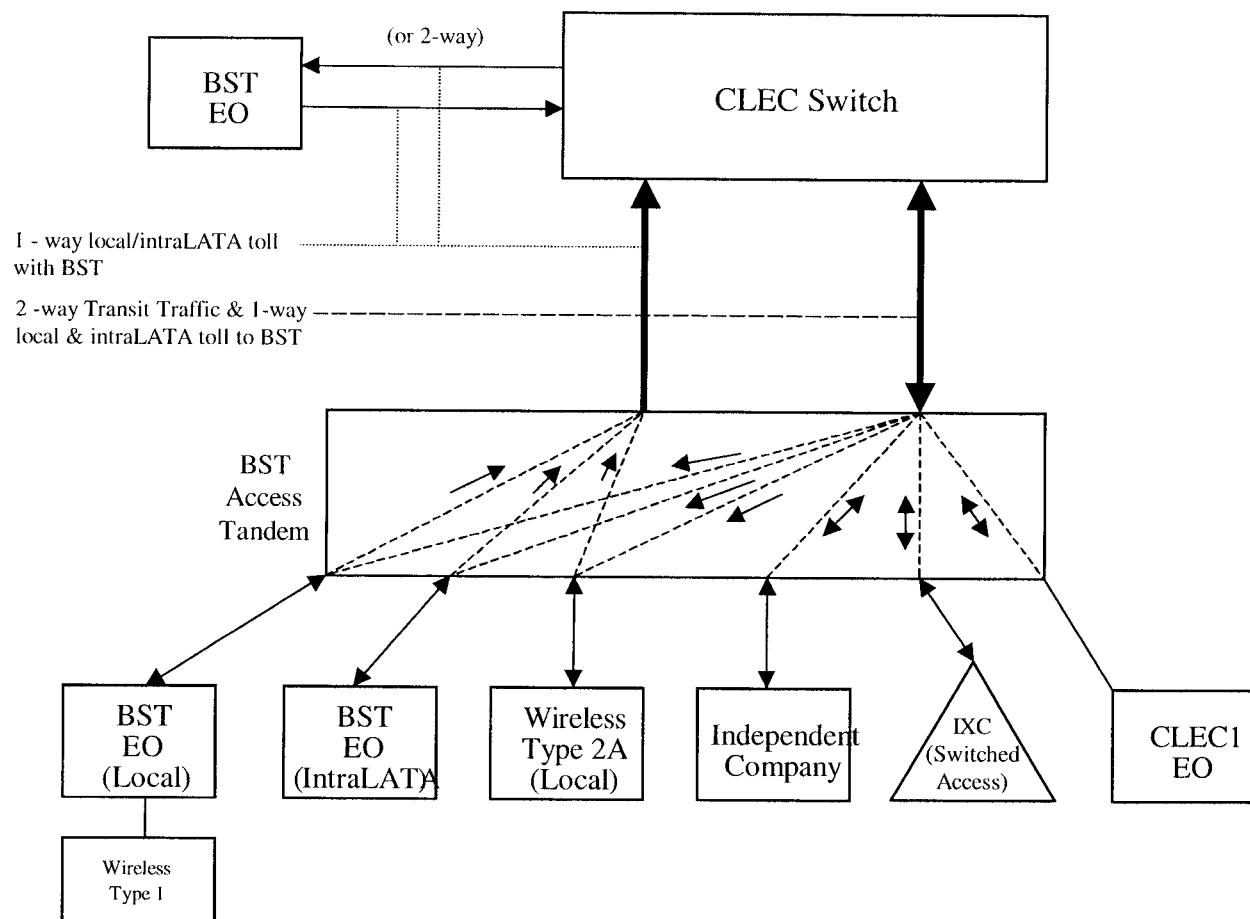 (or 2-way)
BST
EO
CLEC Switch
1 - way local/intraLATA toll
with BST
2 -way Transit Traffic & 1-way
local & intraLATA toll to BST
BST
Access
Tandem
BST
EO
(Local)
BST
EO
(IntraLATA)
Wireless
Type 2A
(Local)
Independent
Company
IXC
(Switched
Access)
CLEC1
EO
Wireless
Type 1